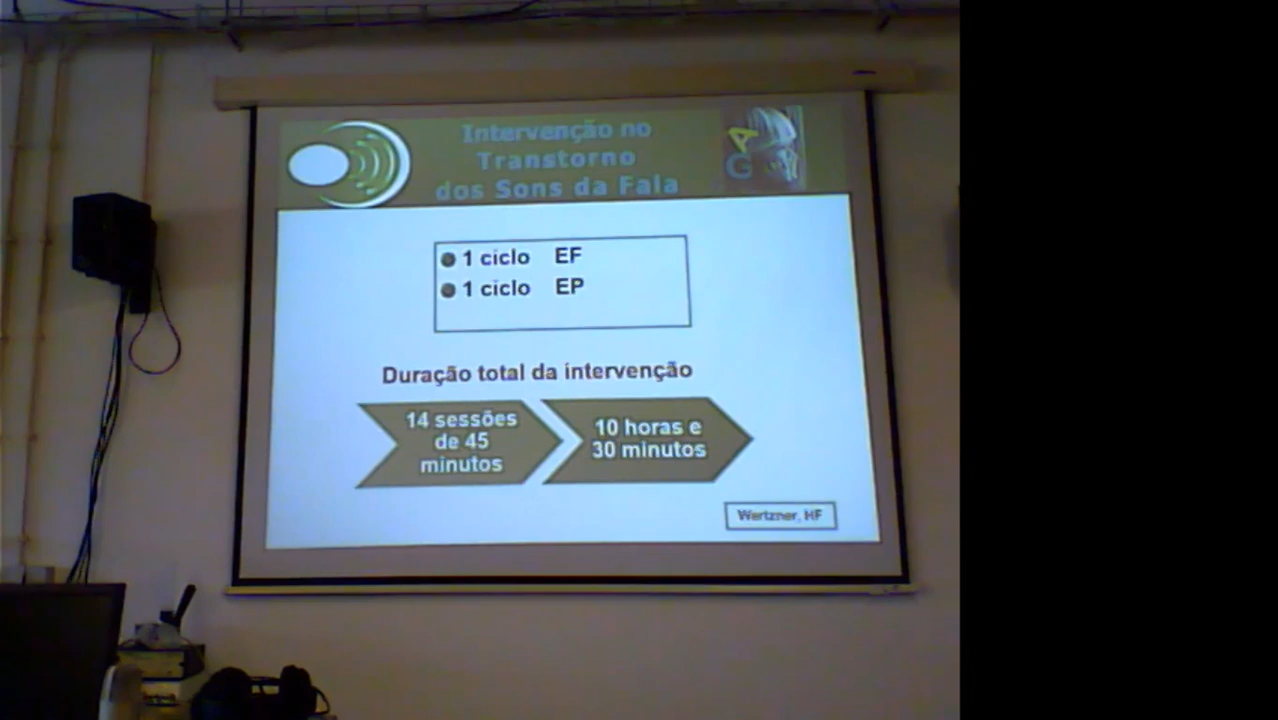 Intervenção no
Transtorno
dos Sons da Fala
A
G
1 ciclo EF
1 ciclo EP
Duração total da intervenção
14 sessões
de 45
minutos
10 horas e
30 minutos
Wertzner, HF